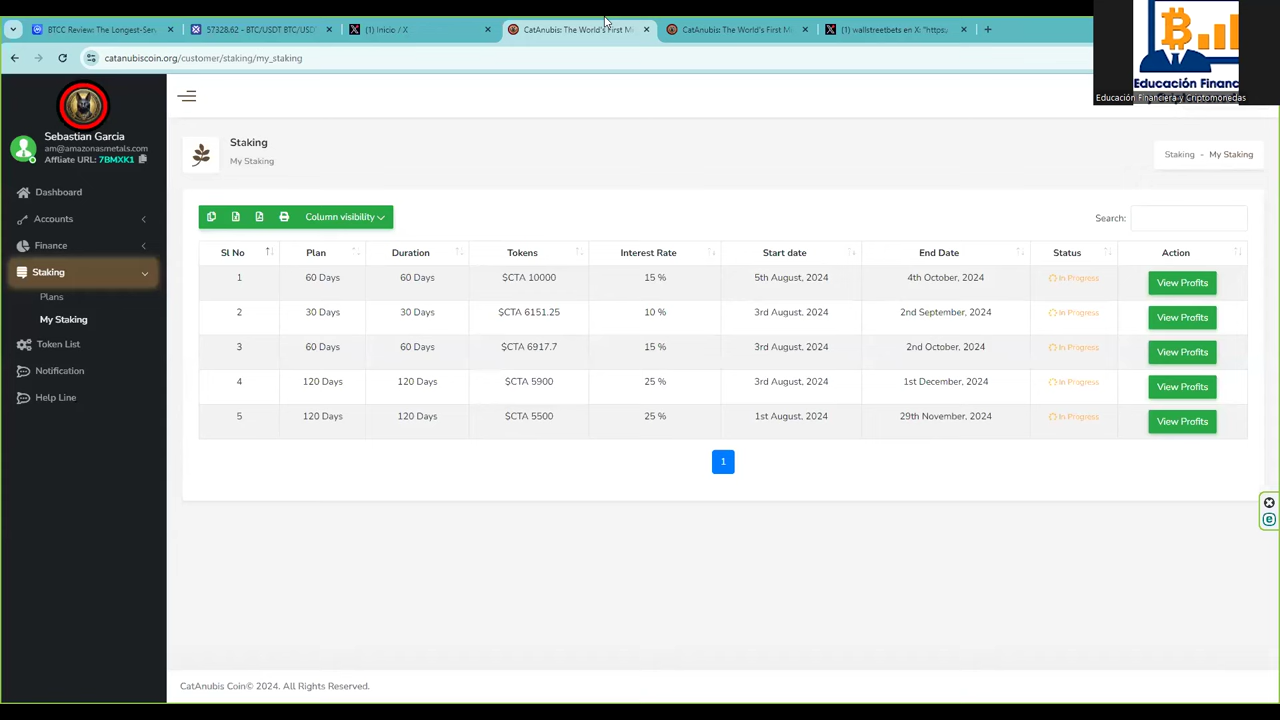 BTCC Review: The Longest-Serv
57328.62 - BTC/USDT BTC/USD
(1) Inicio / X
CatAnubis: The World's First M
CatAnubis: The World's First M
(1) wallstreetbets en X: "https:
catanubiscoin.org/customer/staking/my_staking
Educación Financ
Educación Financiera y Criptomonedas
Sebastian Garcia
am@amazonasmetals.com
Affliate URL: 7BMXK1
Dashboard
Accounts
Finance
Staking
Plans
My Staking
Token List
Notification
Help Line
Staking
My Staking
Staking - My Staking
Column visibility
Search:
Sl No Plan Duration Tokens Interest Rate Start date End Date Status Action
1 60 Days 60 Days $CTA 10000 15 % 5th August, 2024 4th October, 2024 In Progress View Profits
2 30 Days 30 Days $CTA 6151.25 10 % 3rd August, 2024 2nd September, 2024 In Progress View Profits
3 60 Days 60 Days $CTA 6917.7 15 % 3rd August, 2024 2nd October, 2024 In Progress View Profits
4 120 Days 120 Days $CTA 5900 25 % 3rd August, 2024 1st December, 2024 In Progress View Profits
5 120 Days 120 Days $CTA 5500 25 % 1st August, 2024 29th November, 2024 In Progress View Profits
1
CatAnubis Coin© 2024. All Rights Reserved.